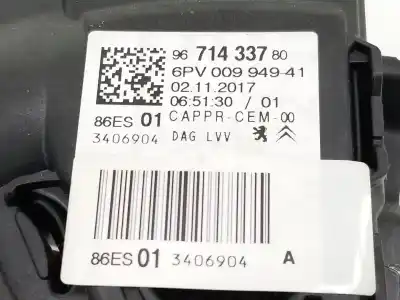 96 714 337 80
6PV 009 949-41
02.11.2017
06:51:30 / 01
86ES 01 CAPPR-CEM-00
3406904 DAG LVV
86ES 01 3406904 A